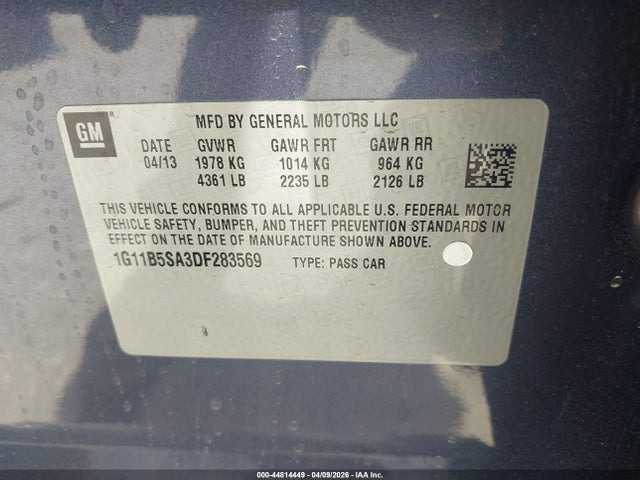 GM
MFD BY GENERAL MOTORS LLC
DATE GVWR GAWR FRT GAWR RR
04/13 1978 KG 1014 KG 964 KG
4361 LB 2235 LB 2126 LB
THIS VEHICLE CONFORMS TO ALL APPLICABLE U.S. FEDERAL MOTOR
VEHICLE SAFETY, BUMPER, AND THEFT PREVENTION STANDARDS IN
EFFECT ON THE DATE OF MANUFACTURE SHOWN ABOVE.
1G11B5SA3DF283569 TYPE: PASS CAR
000-44814449 | 04/09/2026 | IAAI.COM